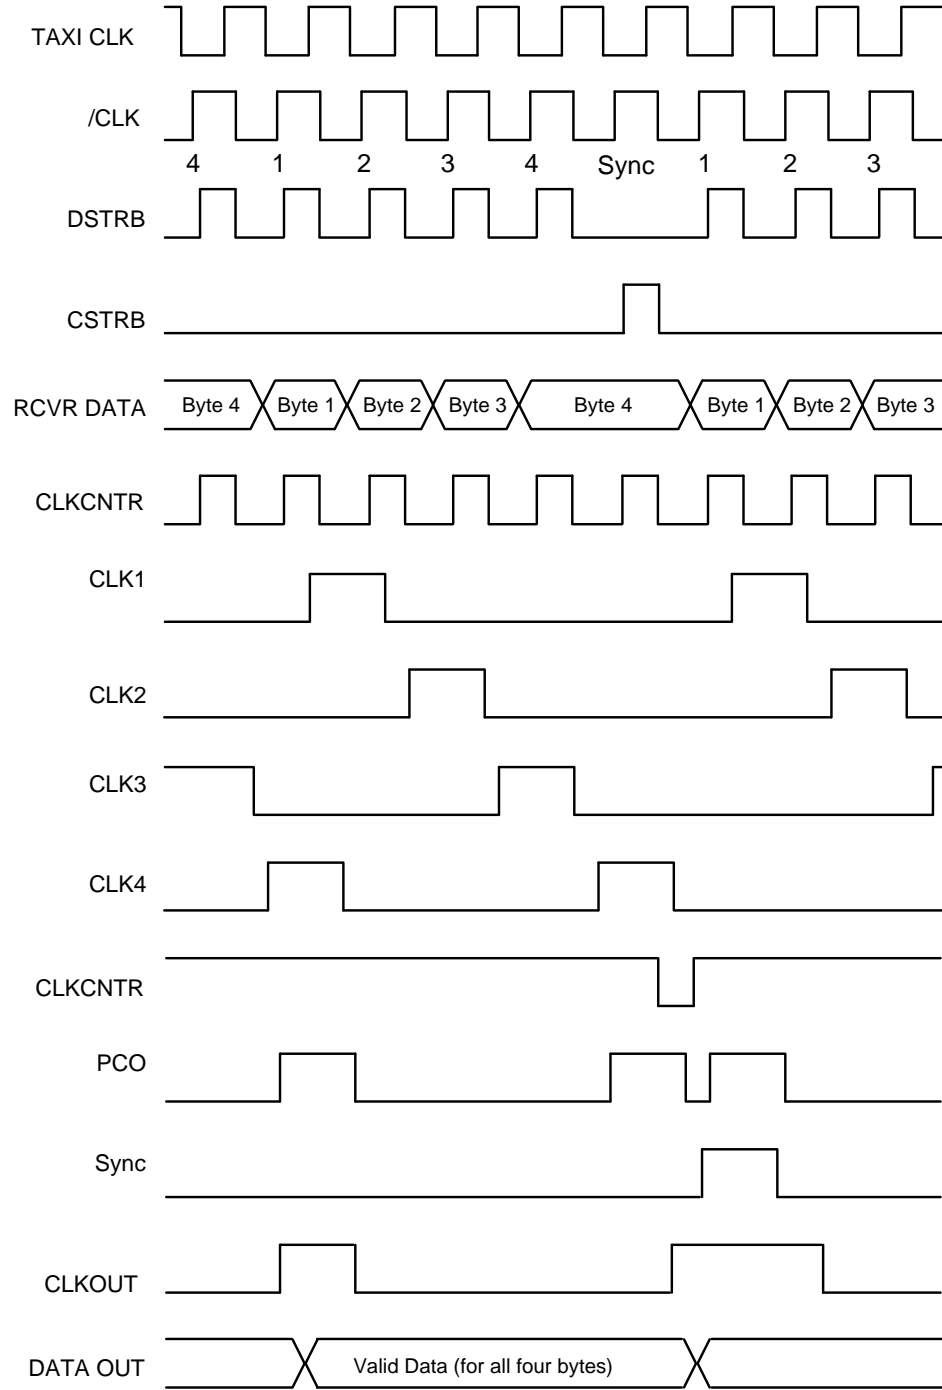 TAXI CLK
/CLK
4 1 2 3 4 Sync 1 2 3
DSTRB
CSTRB
RCVR DATA Byte 4 Byte 1 Byte 2 Byte 3 Byte 4 Byte 1 Byte 2 Byte 3
CLKCNTR
CLK1
CLK2
CLK3
CLK4
CLKCNTR
PCO
Sync
CLKOUT
DATA OUT Valid Data (for all four bytes)